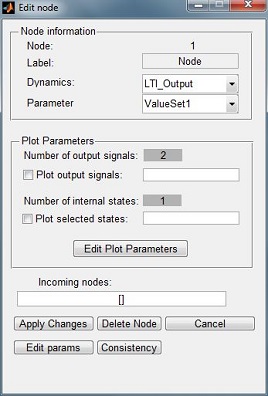 Edit node
Node information
Node: 1
Label: Node
Dynamics: LTI_Output
Parameter ValueSet1
Plot Parameters
Number of output signals: 2
Plot output signals:
Number of internal states: 1
Plot selected states:
Edit Plot Parameters
Incoming nodes:
[]
Apply Changes Delete Node Cancel
Edit params Consistency